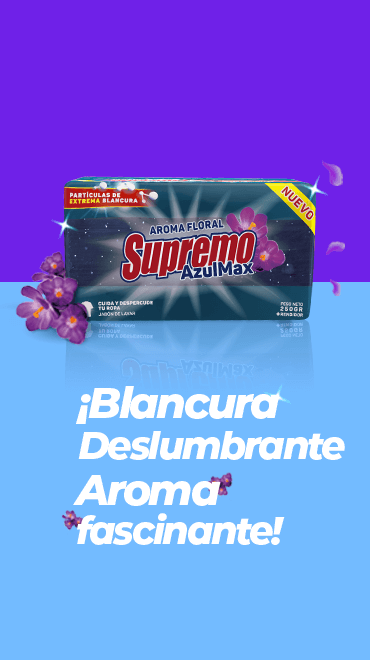 PARTÍCULAS DE
EXTREMA BLANCURA
NUEVO
AROMA FLORAL
Supremo
AzulMax
CUIDA Y DESPERCUDE
TU ROPA
JABÓN DE LAVAR
PESO NETO
250GR
+ RENDIDOR
¡Blancura
Deslumbrante
Aroma
fascinante!